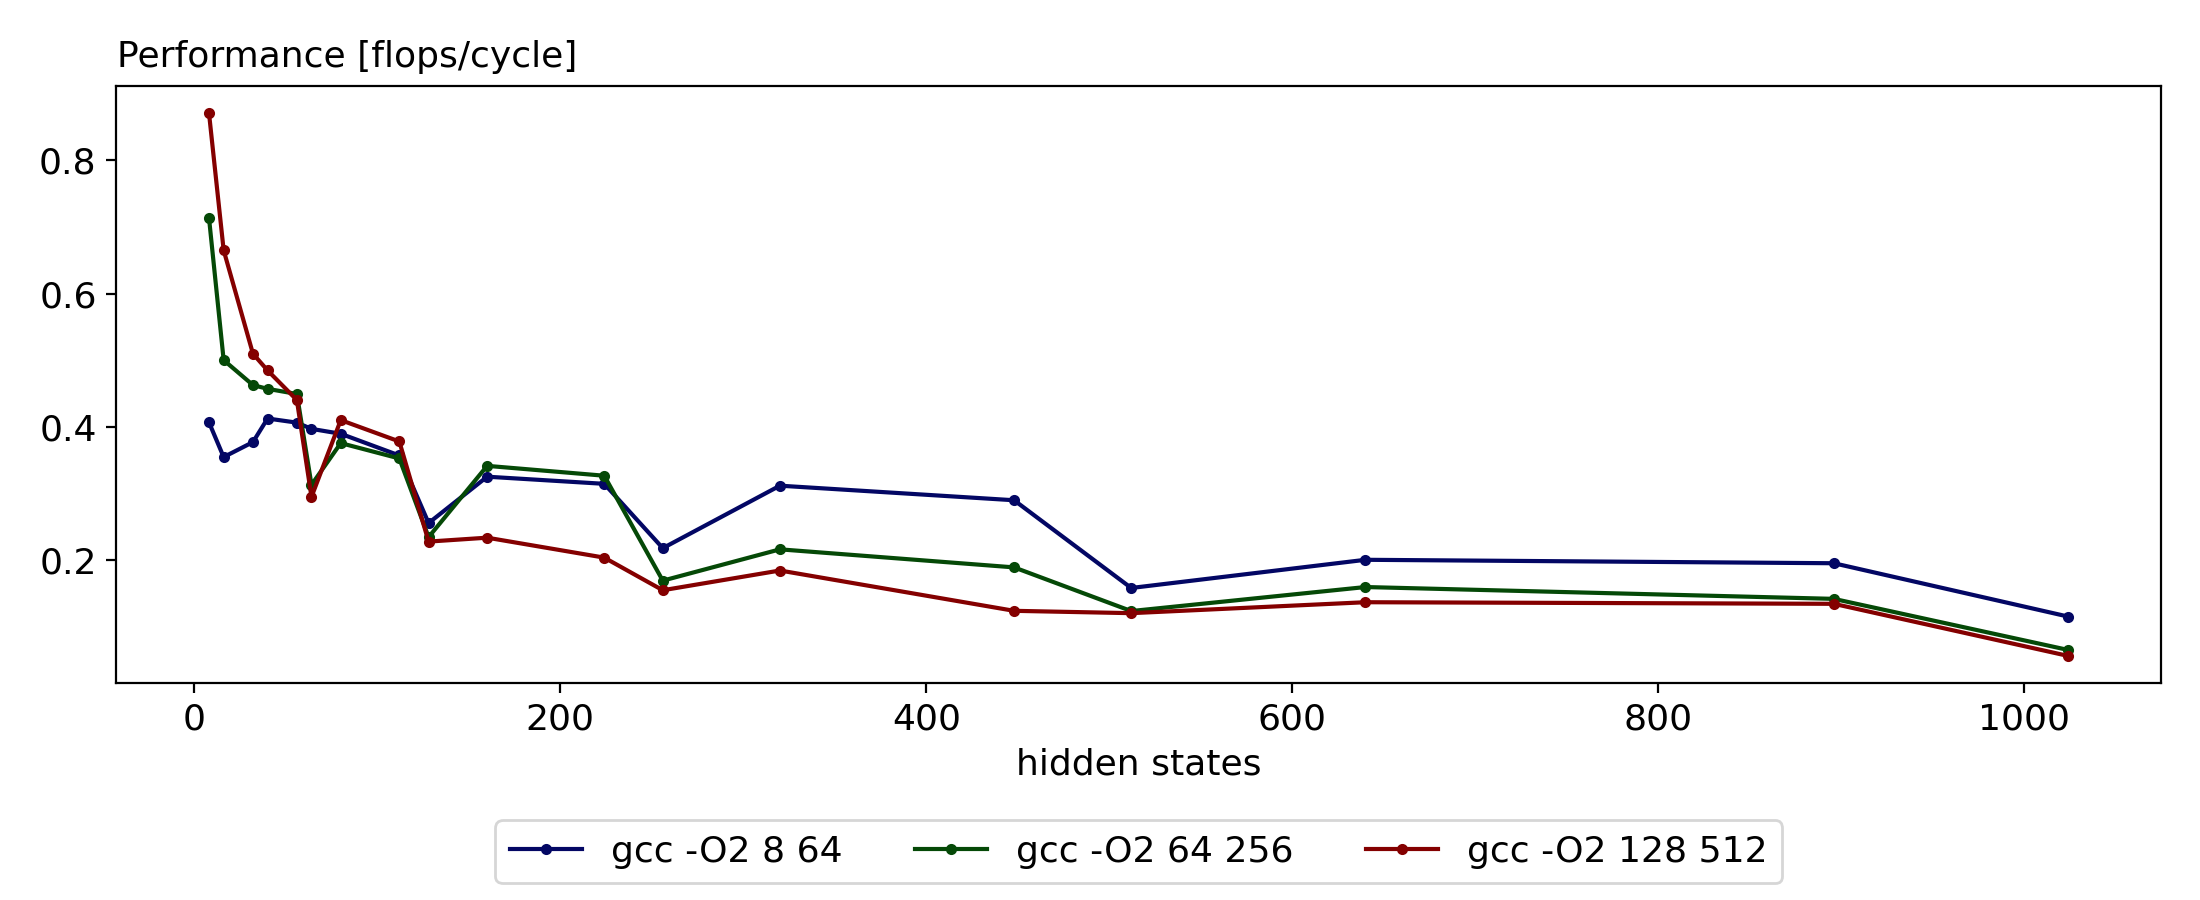 Performance [flops/cycle]
0.8
0.6
0.4
0.2
0 200 400 600 800 1000
hidden states
gcc -O2 8 64 gcc -O2 64 256 gcc -O2 128 512